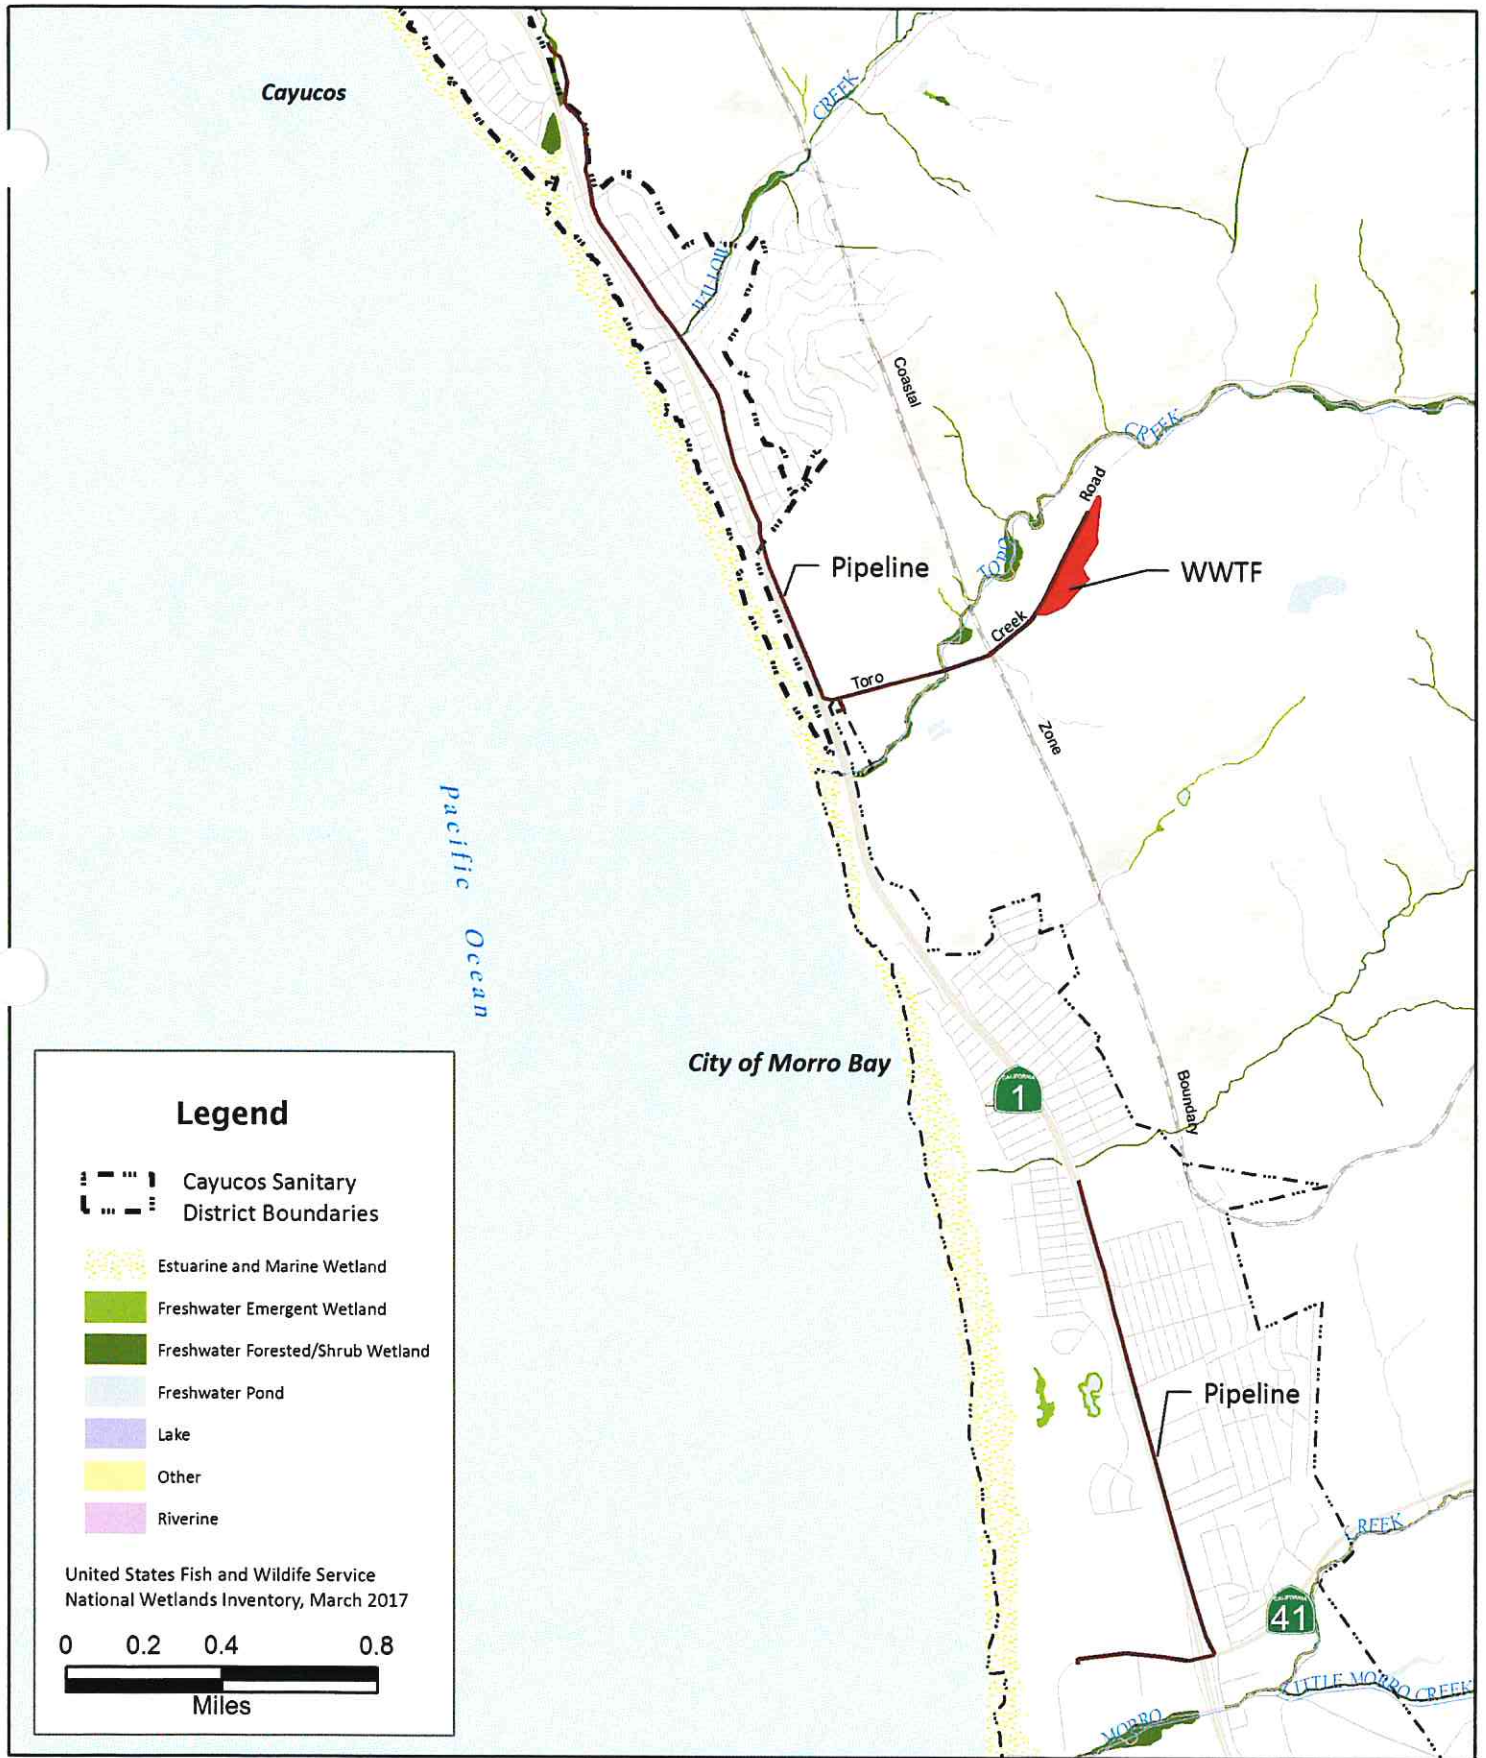 Cayucos
CREEK
WILLOW
Coastal
CREEK
Road
TORO
Pipeline
WWTF
Creek
Toro
Zone
Pacific Ocean
City of Morro Bay
CALIFORNIA
1
Boundary
Legend
Cayucos Sanitary
District Boundaries
Estuarine and Marine Wetland
Freshwater Emergent Wetland
Freshwater Forested/Shrub Wetland
Freshwater Pond
Lake
Other
Riverine
United States Fish and Wildlife Service
National Wetlands Inventory, March 2017
0 0.2 0.4 0.8
Miles
Pipeline
CREEK
CALIFORNIA
41
LITTLE MORRO CREEK
MORRO